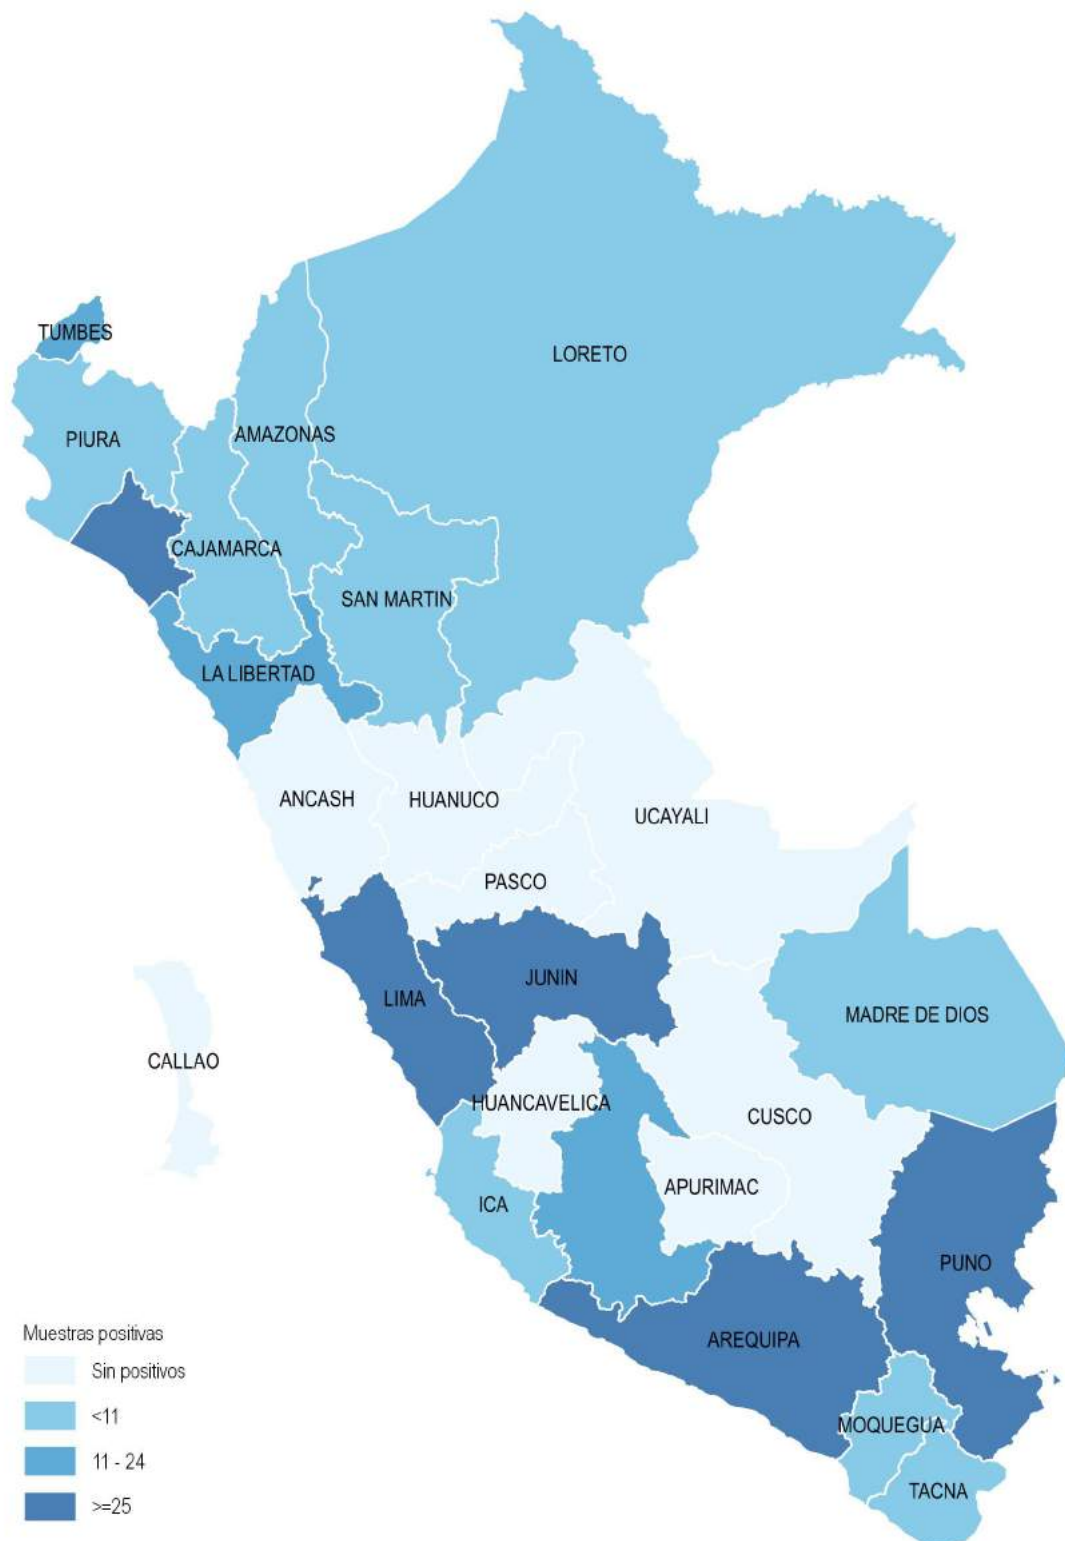 TUMBES
LORETO
PIURA
AMAZONAS
CAJAMARCA
SAN MARTIN
LA LIBERTAD
ANCASH
HUANUCO
UCAYALI
PASCO
JUNIN
LIMA
MADRE DE DIOS
CALLAO
HUANCAVELICA
CUSCO
APURIMAC
ICA
PUNO
AREQUIPA
MOQUEGUA
TACNA
Muestras positivas
Sin positivos
<11
11 - 24
>=25